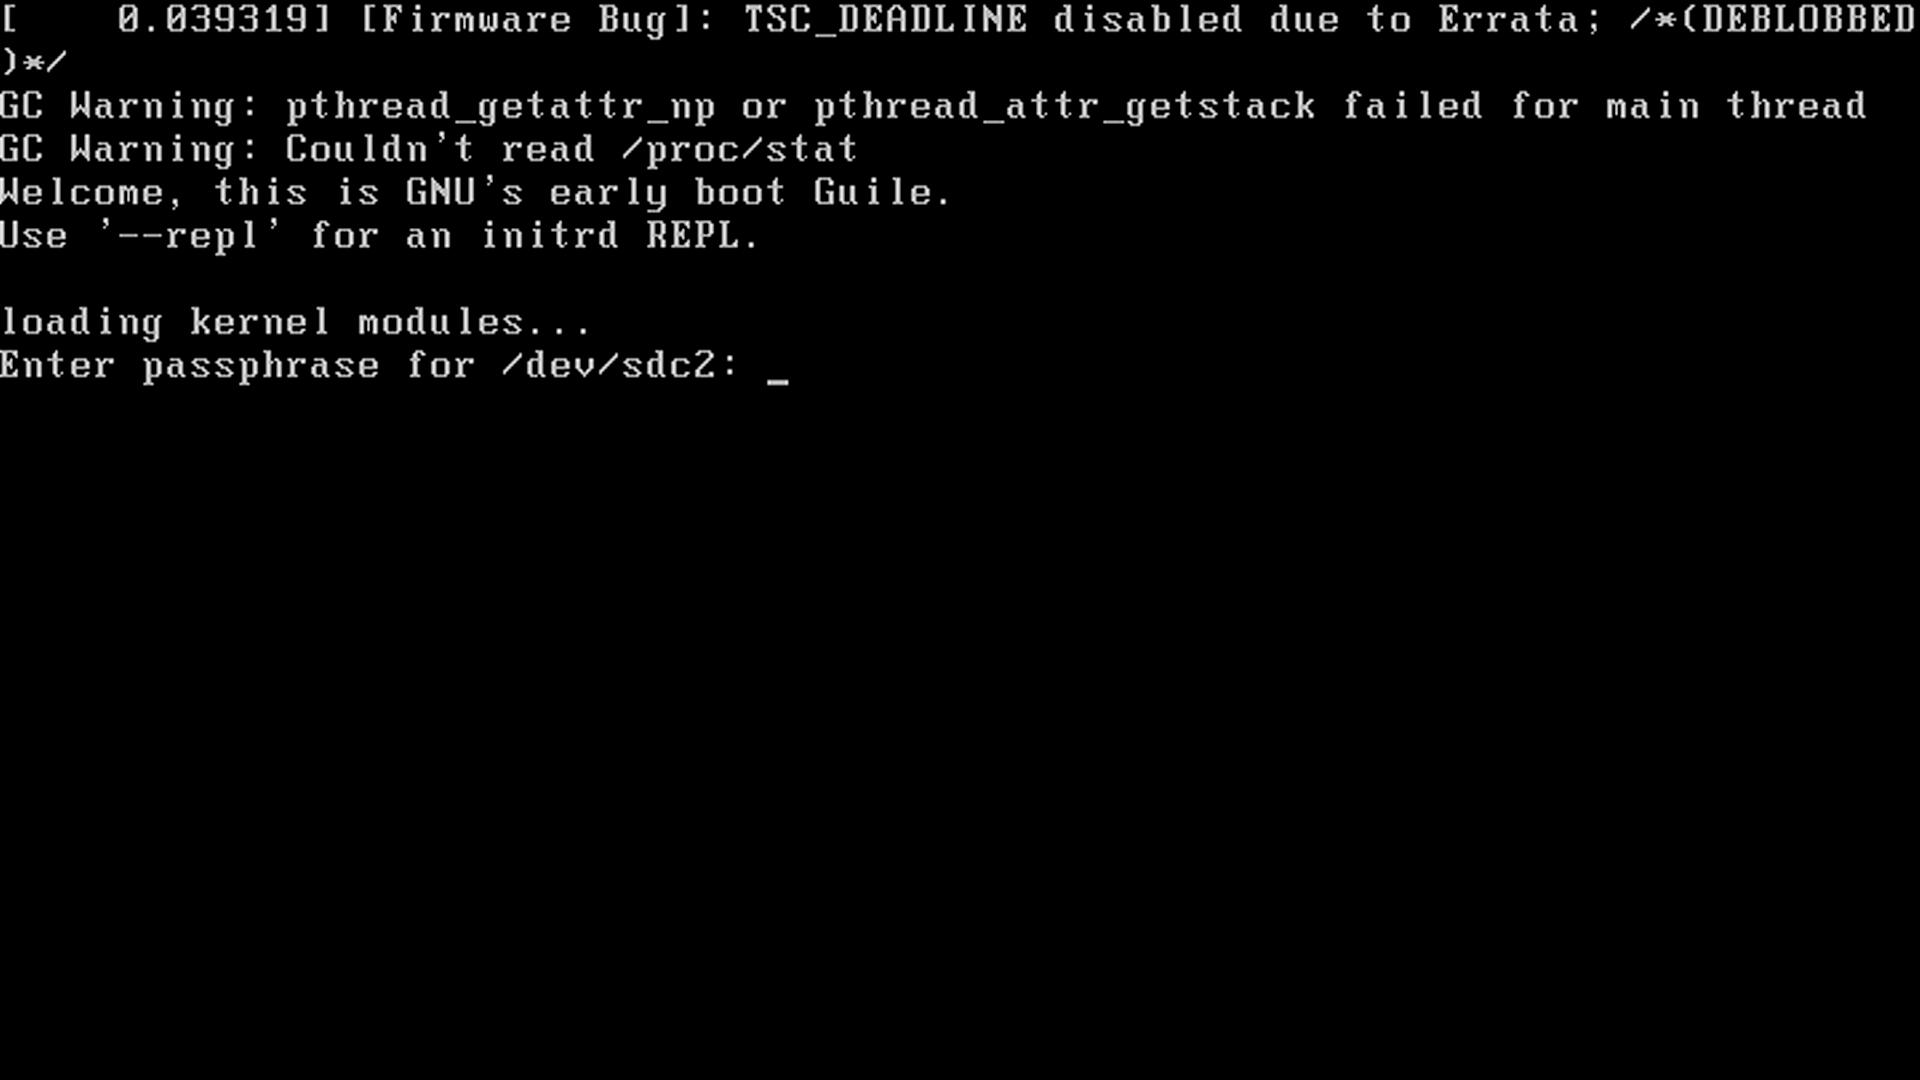 [    0.039319] [Firmware Bug]: TSC_DEADLINE disabled due to Errata; /*(DEBLOBBED
)*/
GC Warning: pthread_getattr_np or pthread_attr_getstack failed for main thread
GC Warning: Couldn't read /proc/stat
Welcome, this is GNU's early boot Guile.
Use '--repl' for an initrd REPL.

loading kernel modules...
Enter passphrase for /dev/sdc2: _